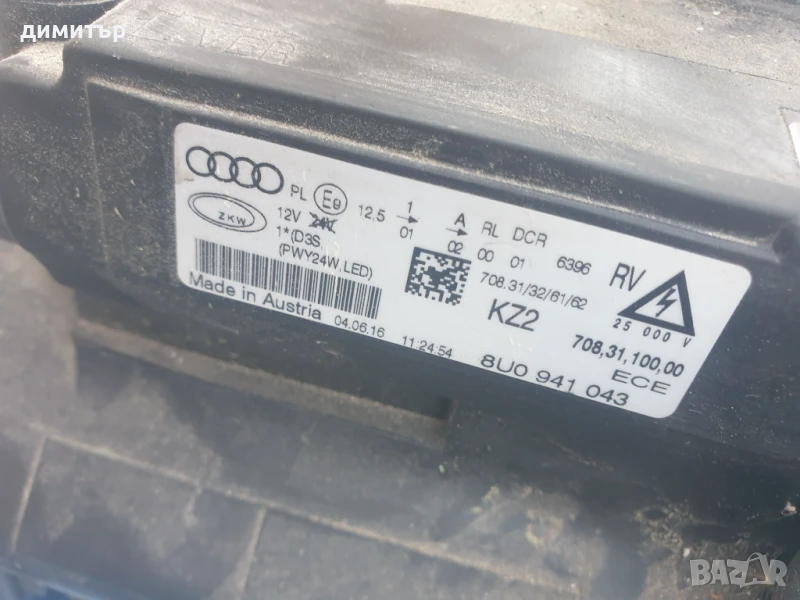 димитър
PL E9 12,5 1 A RL DCR
ZKW 12V 24V 01 02 00 01 6396 RV
1*(D3S,
(PWY24W,LED)
708.31/32/61/62
25 000 V
KZ2
Made in Austria 04.06.16 11:24:54
708,31,100,00
8U0 941 043 ECE
BAZAR